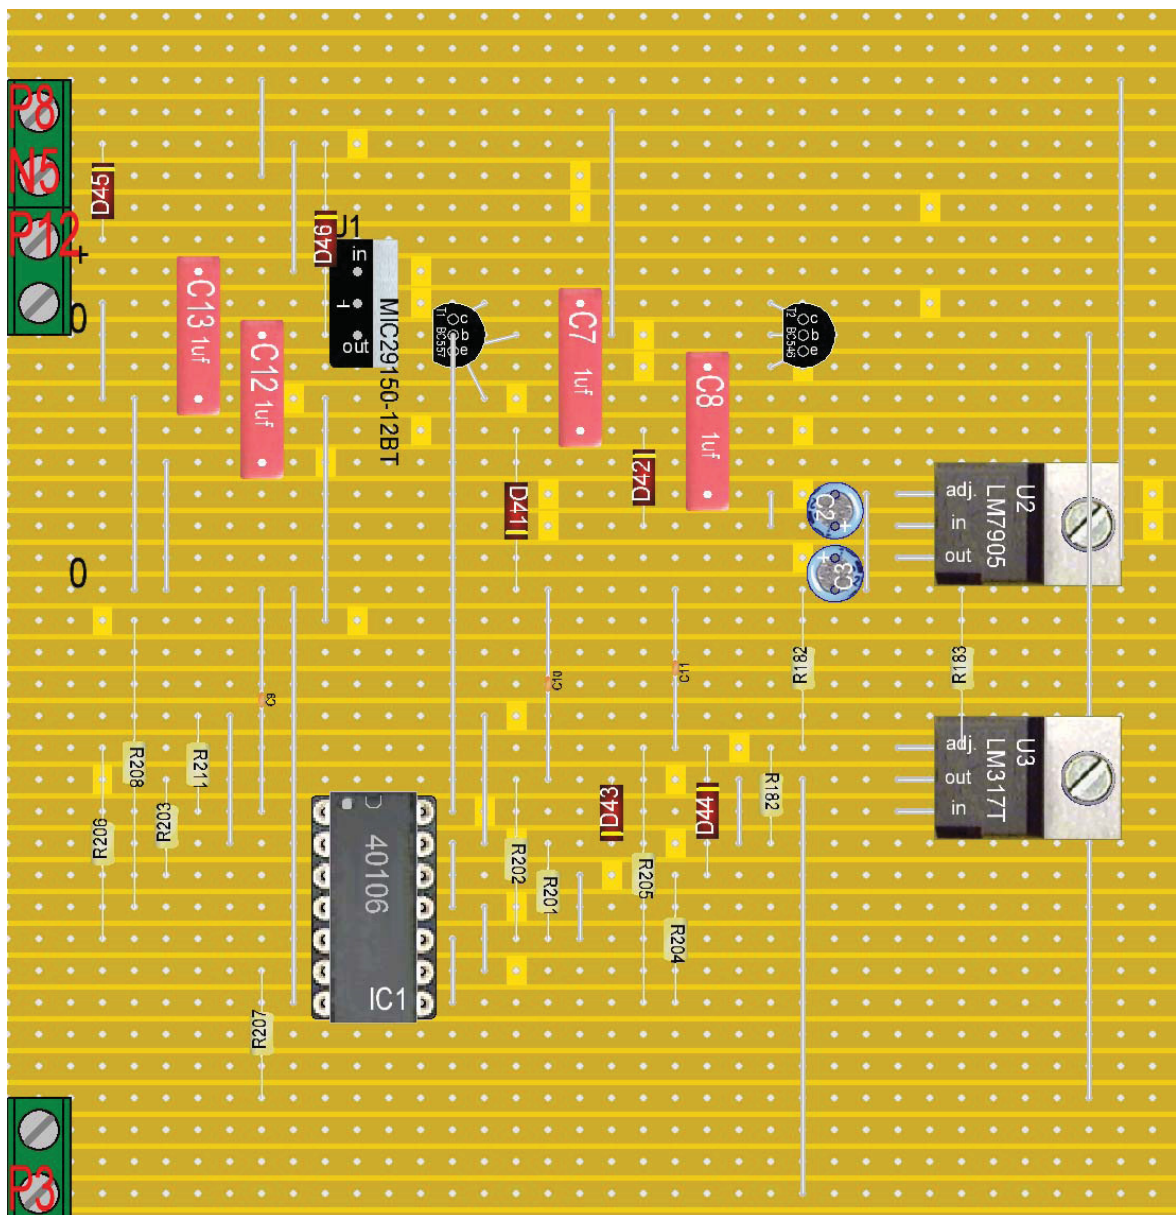 P8
N5
P12
+
0
0
P3
D45
D46
U1
in
out
MIC29150-12BT
C13
1uf
C12
1uf
T1
BC557
c
b
e
C7
1uf
C8
1uf
T2
BC546
c
b
e
D41
D42
C2
+
+
C3
adj.
in
out
LM7905
U2
R182
R183
adj.
out
in
LM317T
U3
C9
C10
C11
R208
R211
R206
R203
R207
40106
IC1
R202
R201
D43
R205
D44
R204
R182